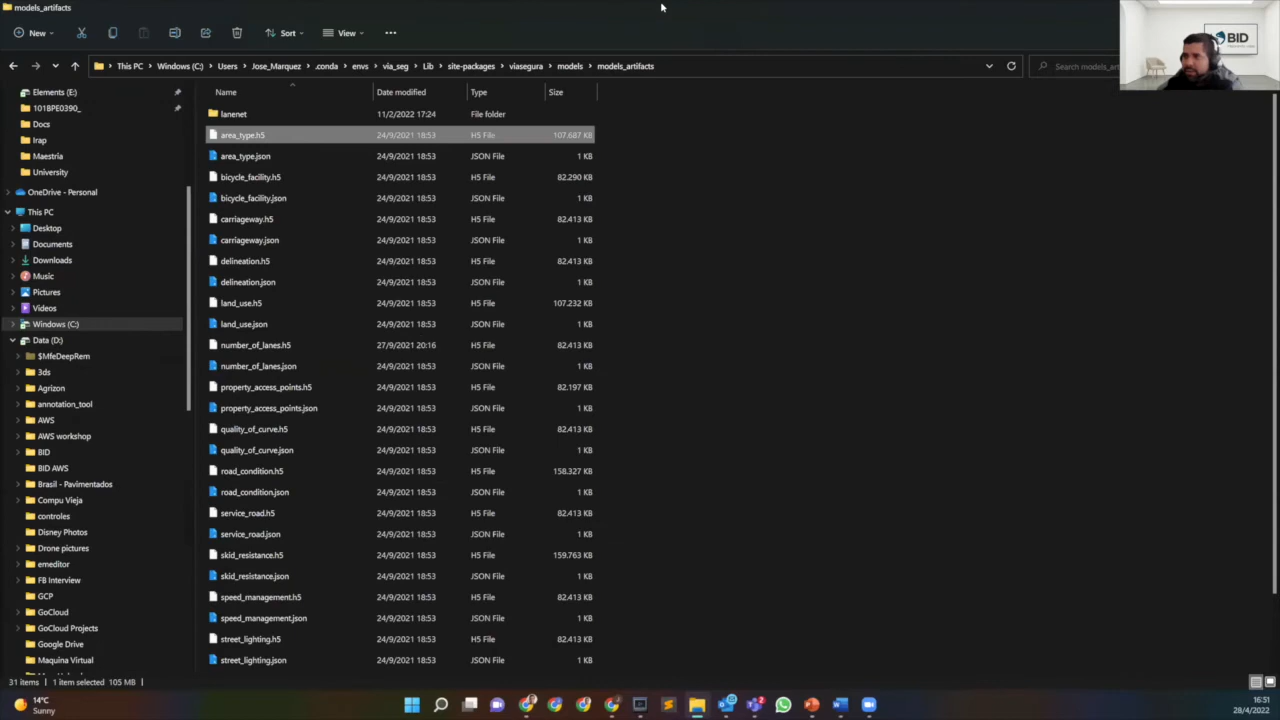 models_artifacts
New
Sort
View
This PC > Windows (C:) > Users > Jose_Marquez > .conda > envs > via_seg > Lib > site-packages > viasegura > models > models_artifacts
Search models_art
BID
Name Date modified Type Size
Elements (E:)
1018PE0390_
Docs
Irap
Maestria
University
OneDrive - Personal
This PC
Desktop
Documents
Downloads
Music
Pictures
Videos
Windows (C:)
Data (D:)
$MfeDeepRem
3ds
Agrizon
annotation_tool
AWS
AWS workshop
BID
BID AWS
Brasil - Pavimentados
Compu Vieja
controles
Disney Photos
Drone pictures
emeditor
FB Interview
GCP
GoCloud
GoCloud Projects
Google Drive
Maquina Virtual
lanenet 11/2/2022 17:24 File folder
area_type.h5 24/9/2021 18:53 H5 File 107.687 KB
area_type.json 24/9/2021 18:53 JSON File 1 KB
bicycle_facility.h5 24/9/2021 18:53 H5 File 82.290 KB
bicycle_facility.json 24/9/2021 18:53 JSON File 1 KB
carriageway.h5 24/9/2021 18:53 H5 File 82.413 KB
carriageway.json 24/9/2021 18:53 JSON File 1 KB
delineation.h5 24/9/2021 18:53 H5 File 82.413 KB
delineation.json 24/9/2021 18:53 JSON File 1 KB
land_use.h5 24/9/2021 18:53 H5 File 107.232 KB
land_use.json 24/9/2021 18:53 JSON File 1 KB
number_of_lanes.h5 27/9/2021 20:16 H5 File 82.413 KB
number_of_lanes.json 24/9/2021 18:53 JSON File 1 KB
property_access_points.h5 24/9/2021 18:53 H5 File 82.197 KB
property_access_points.json 24/9/2021 18:53 JSON File 1 KB
quality_of_curve.h5 24/9/2021 18:53 H5 File 82.413 KB
quality_of_curve.json 24/9/2021 18:53 JSON File 1 KB
road_condition.h5 24/9/2021 18:53 H5 File 158.327 KB
road_condition.json 24/9/2021 18:53 JSON File 1 KB
service_road.h5 24/9/2021 18:53 H5 File 82.413 KB
service_road.json 24/9/2021 18:53 JSON File 1 KB
skid_resistance.h5 24/9/2021 18:53 H5 File 159.763 KB
skid_resistance.json 24/9/2021 18:53 JSON File 1 KB
speed_management.h5 24/9/2021 18:53 H5 File 82.413 KB
speed_management.json 24/9/2021 18:53 JSON File 1 KB
street_lighting.h5 24/9/2021 18:53 H5 File 82.413 KB
street_lighting.json 24/9/2021 18:53 JSON File 1 KB
31 items 1 item selected 105 MB
14°C
Sunny
16:51
28/4/2022